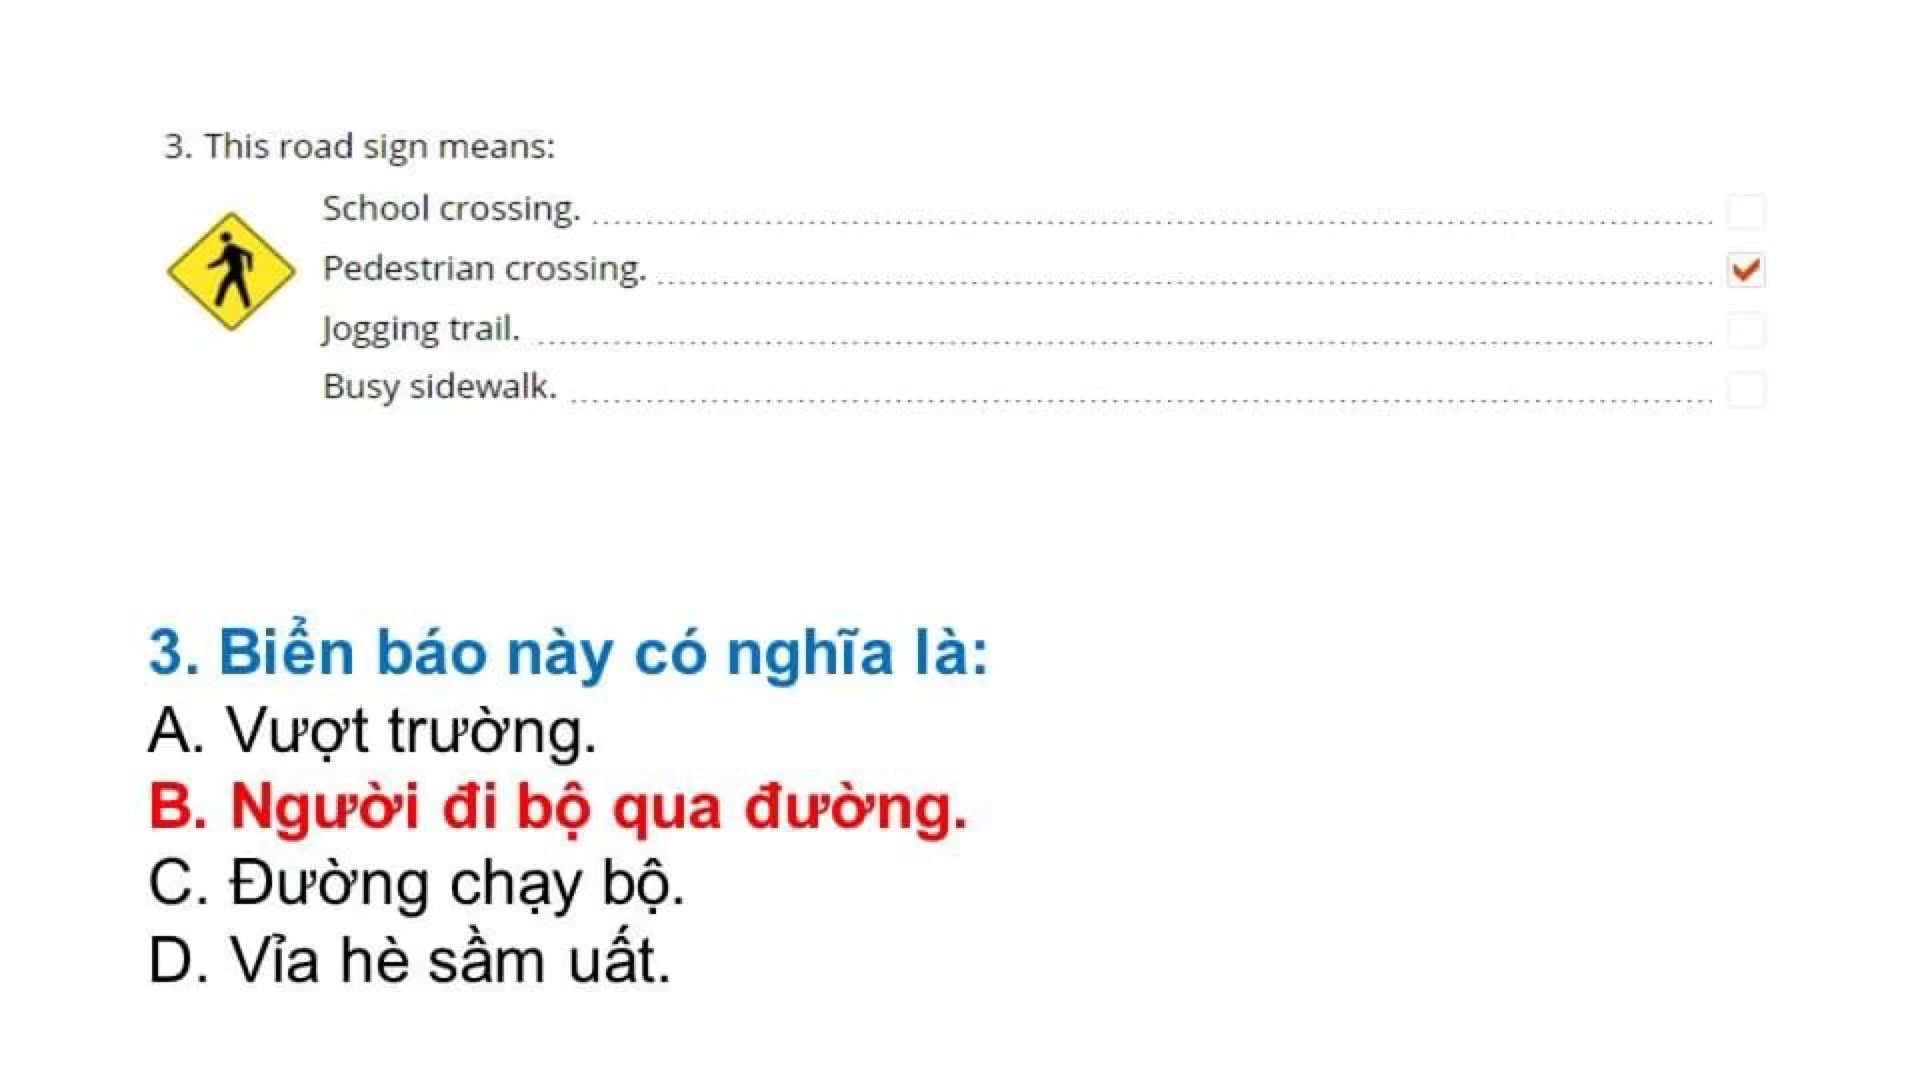 3. This road sign means:
School crossing.
Pedestrian crossing.
Jogging trail.
Busy sidewalk.
3. Biển báo này có nghĩa là:
A. Vượt trường.
B. Người đi bộ qua đường.
C. Đường chạy bộ.
D. Vỉa hè sầm uất.